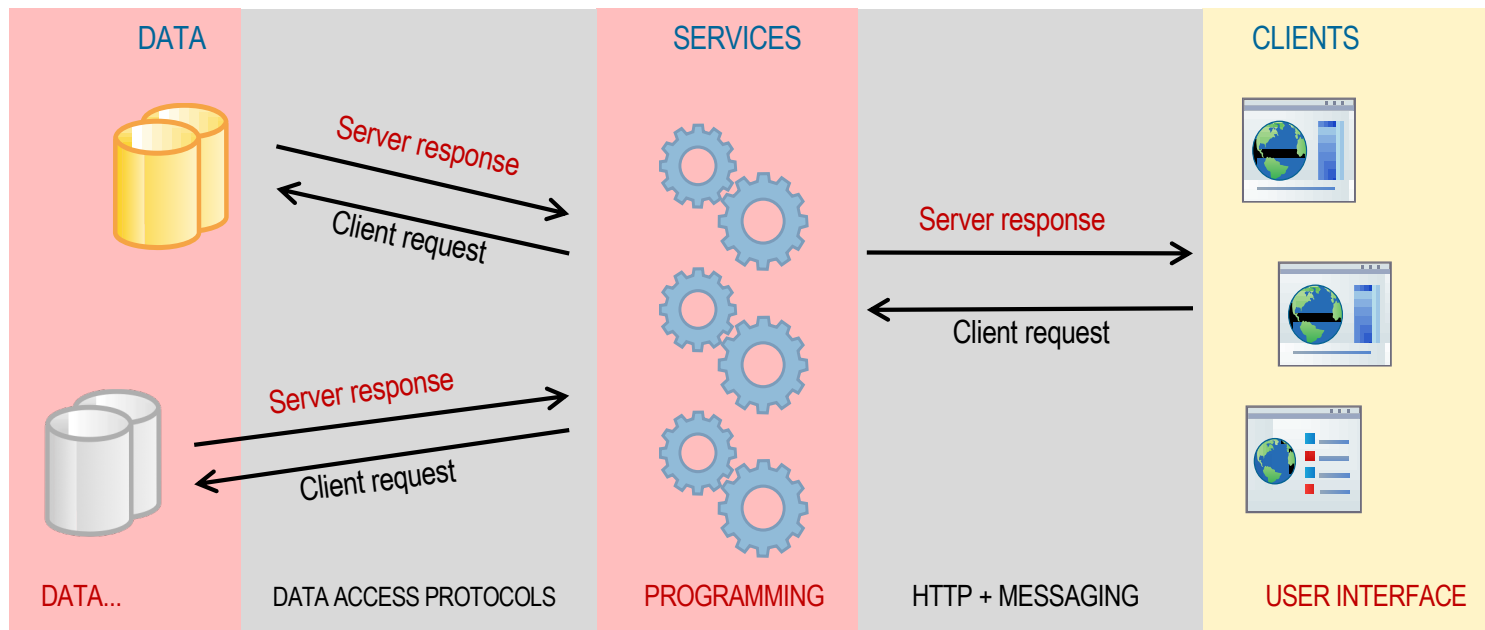 DATA
SERVICES
CLIENTS
Server response
Client request
Server response
Client request
Server response
Client request
DATA...
DATA ACCESS PROTOCOLS
PROGRAMMING
HTTP + MESSAGING
USER INTERFACE